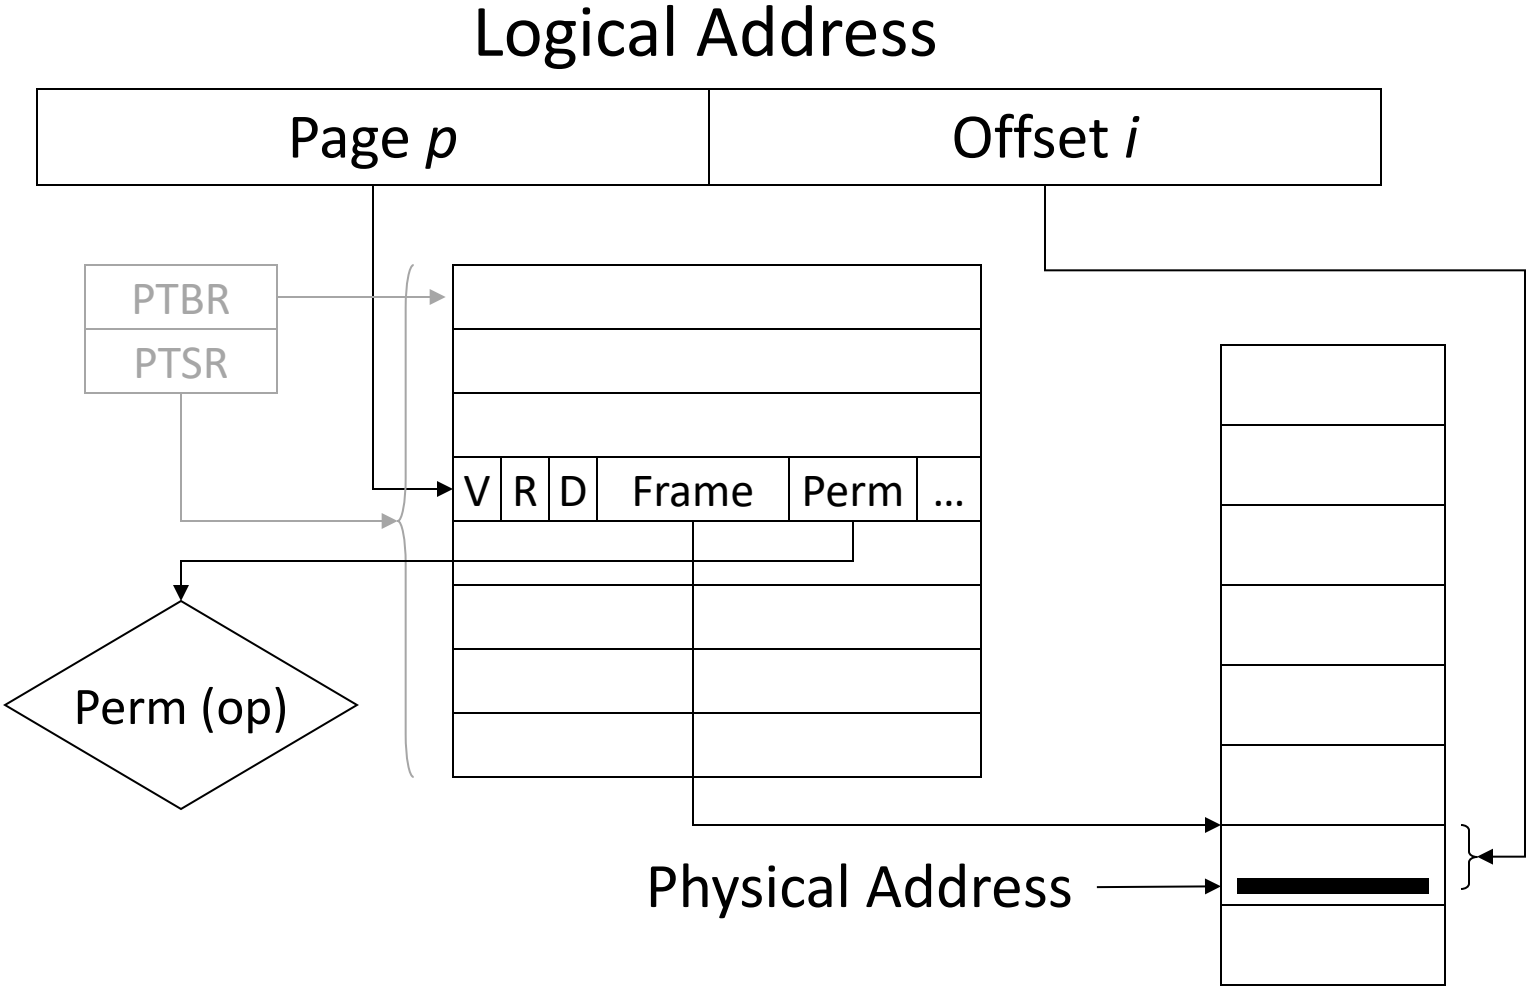 Logical Address
Page p
Offset i
PTBR
PTSR
V R D Frame Perm ...
Perm (op)
Physical Address